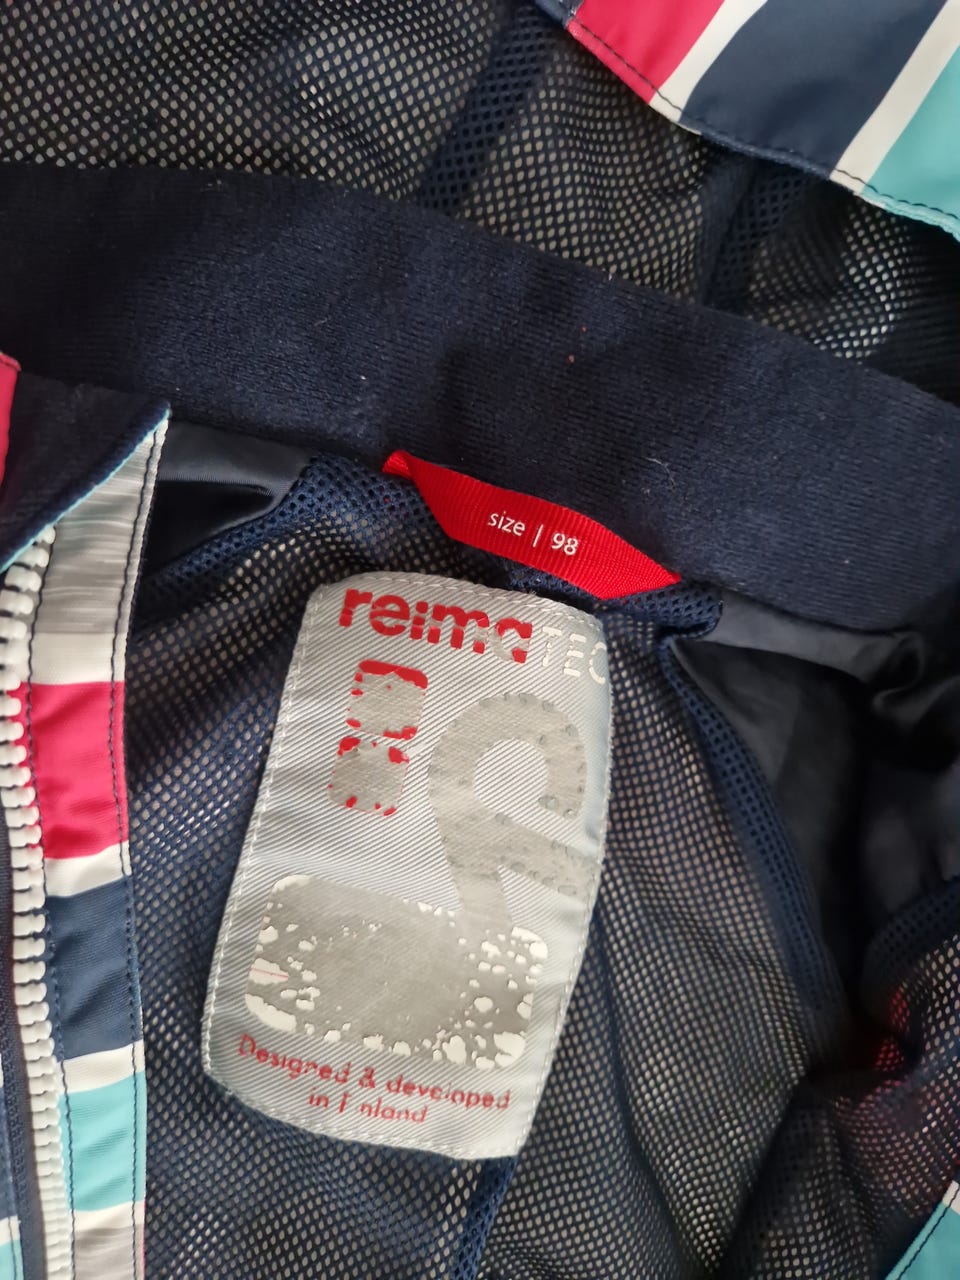 size | 98
reimaTEC
Designed & developed
in Finland